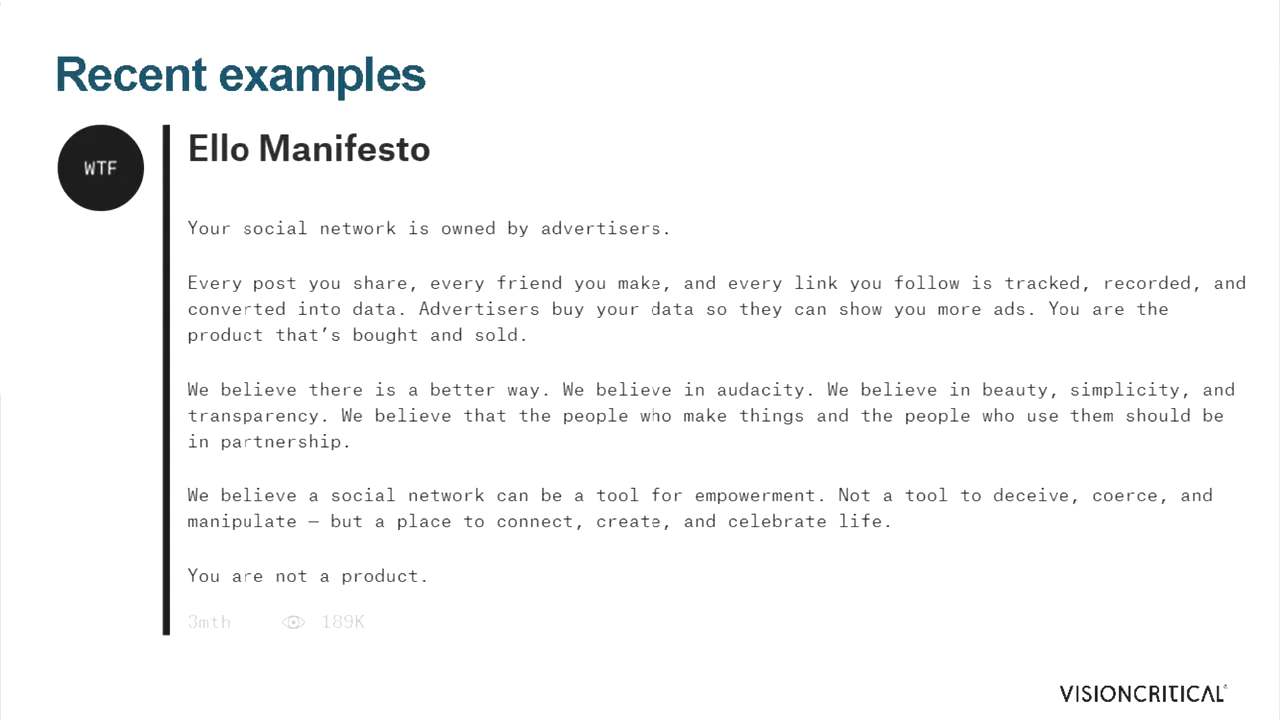 Recent examples
WTF
Ello Manifesto
Your social network is owned by advertisers.
Every post you share, every friend you make, and every link you follow is tracked, recorded, and
converted into data. Advertisers buy your data so they can show you more ads. You are the
product that’s bought and sold.
We believe there is a better way. We believe in audacity. We believe in beauty, simplicity, and
transparency. We believe that the people who make things and the people who use them should be
in partnership.
We believe a social network can be a tool for empowerment. Not a tool to deceive, coerce, and
manipulate — but a place to connect, create, and celebrate life.
You are not a product.
3mth 189K
VISIONCRITICAL®